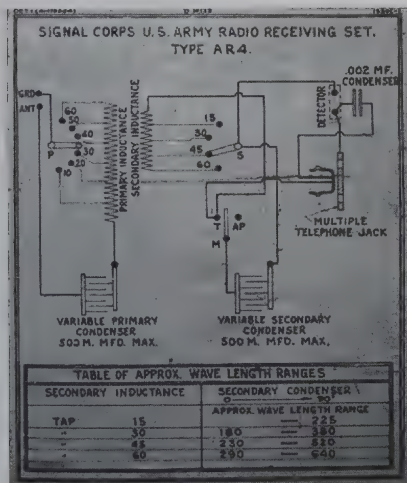 SIGNAL CORPS U.S. ARMY RADIO RECEIVING SET.
TYPE AR4.
GRD
ANT
60
50
40
30
20
10
P
PRIMARY INDUCTANCE
SECONDARY INDUCTANCE
15
30
45
60
S
DETECTOR
.002 MF.
CONDENSER
T
AP
M
MULTIPLE
TELEPHONE JACK
VARIABLE PRIMARY
CONDENSER
500 M. MFD. MAX.
VARIABLE SECONDARY
CONDENSER
500 M. MFD. MAX.
TABLE OF APPROX. WAVE LENGTH RANGES
SECONDARY INDUCTANCE
SECONDARY CONDENSER
0 — 90
APPROX. WAVE LENGTH RANGE
TAP 15 — 225
" 30 180 — 380
" 45 230 — 520
" 60 290 — 640